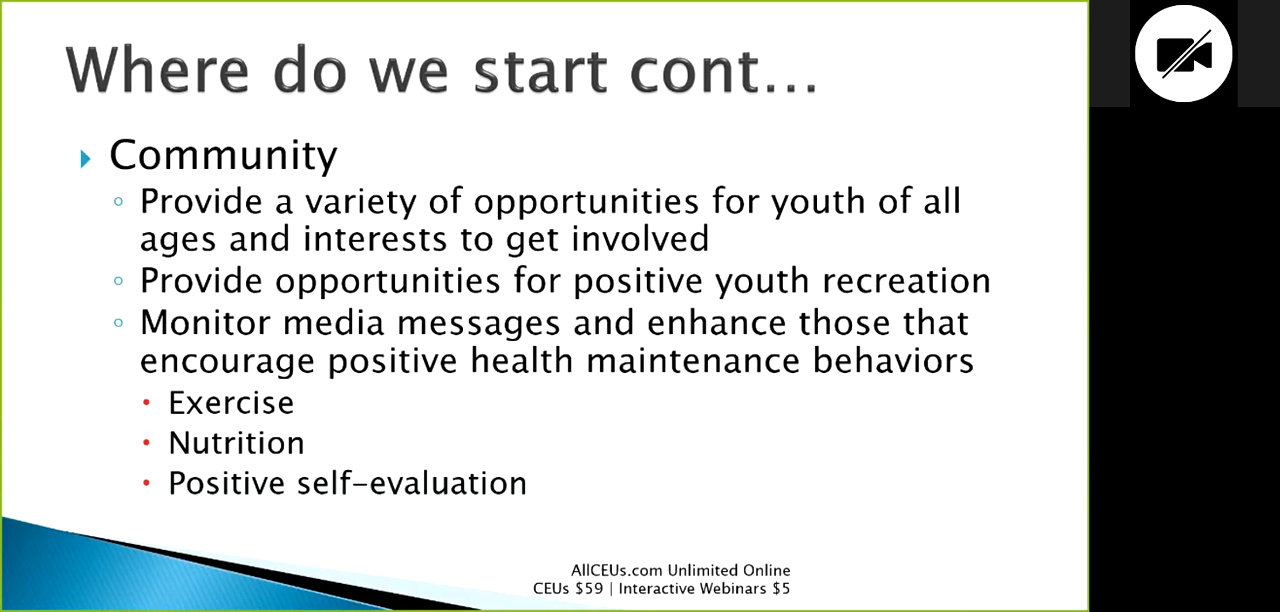 Where do we start cont…
Community
Provide a variety of opportunities for youth of all
ages and interests to get involved
Provide opportunities for positive youth recreation
Monitor media messages and enhance those that
encourage positive health maintenance behaviors
Exercise
Nutrition
Positive self-evaluation
AllCEUs.com Unlimited Online
CEUs $59 | Interactive Webinars $5